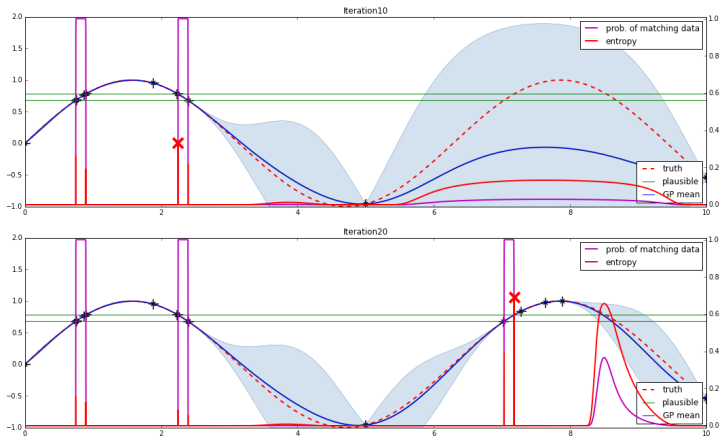 Iteration10
2.0
1.5
1.0
0.5
0.0
−0.5
−1.0
1.0
0.8
0.6
0.4
0.2
0.0
prob. of matching data
entropy
truth
plausible
GP mean
0 2 4 6 8 10
Iteration20
2.0
1.5
1.0
0.5
0.0
−0.5
−1.0
1.0
0.8
0.6
0.4
0.2
0.0
prob. of matching data
entropy
truth
plausible
GP mean
0 2 4 6 8 10